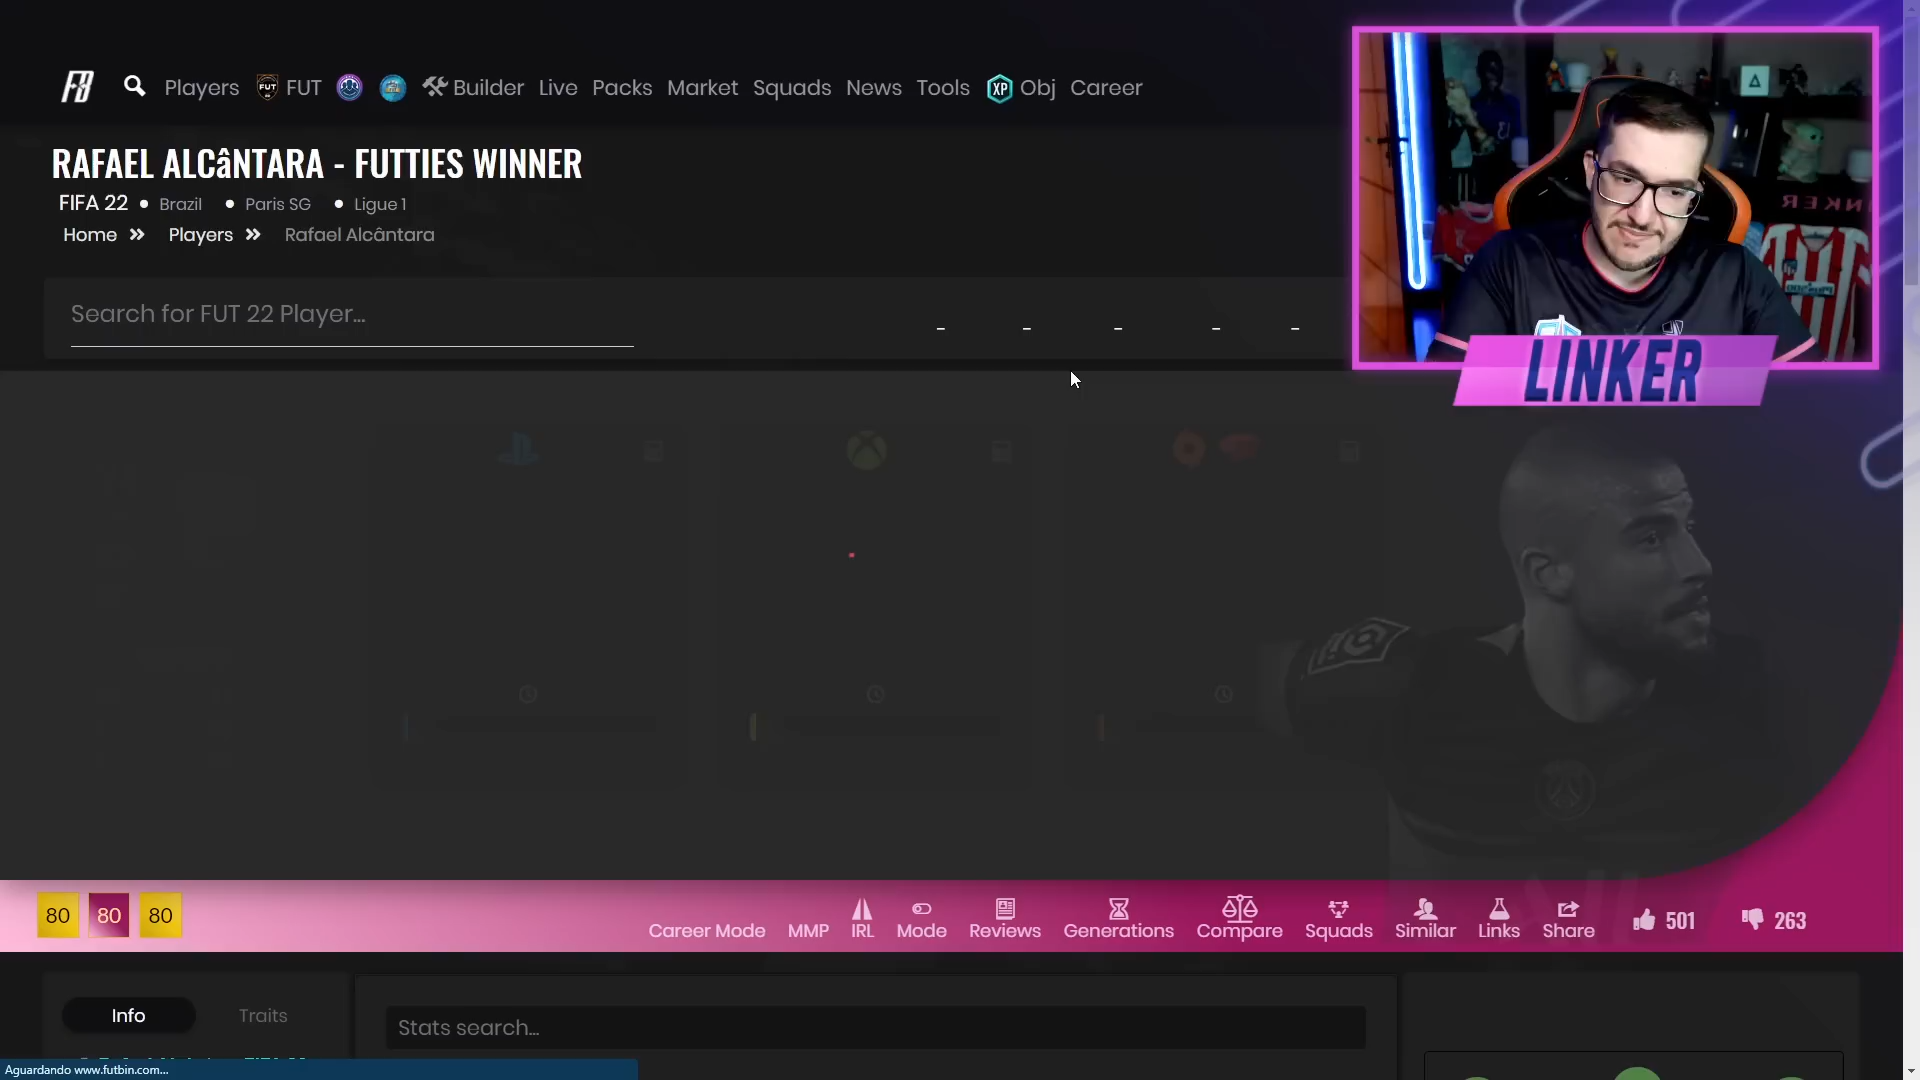 Players FUT Builder Live Packs Market Squads News Tools XP Obj Career
RAFAEL ALCâNTARA - FUTTIES WINNER
FIFA 22 • Brazil • Paris SG • Ligue 1
Home » Players » Rafael Alcântara
Search for FUT 22 Player...
- - - - -
LINKER
80 80 80
Career Mode MMP IRL Mode Reviews Generations Compare Squads Similar Links Share 501 263
Info Traits
Stats search...
Aguardando www.futbin.com...